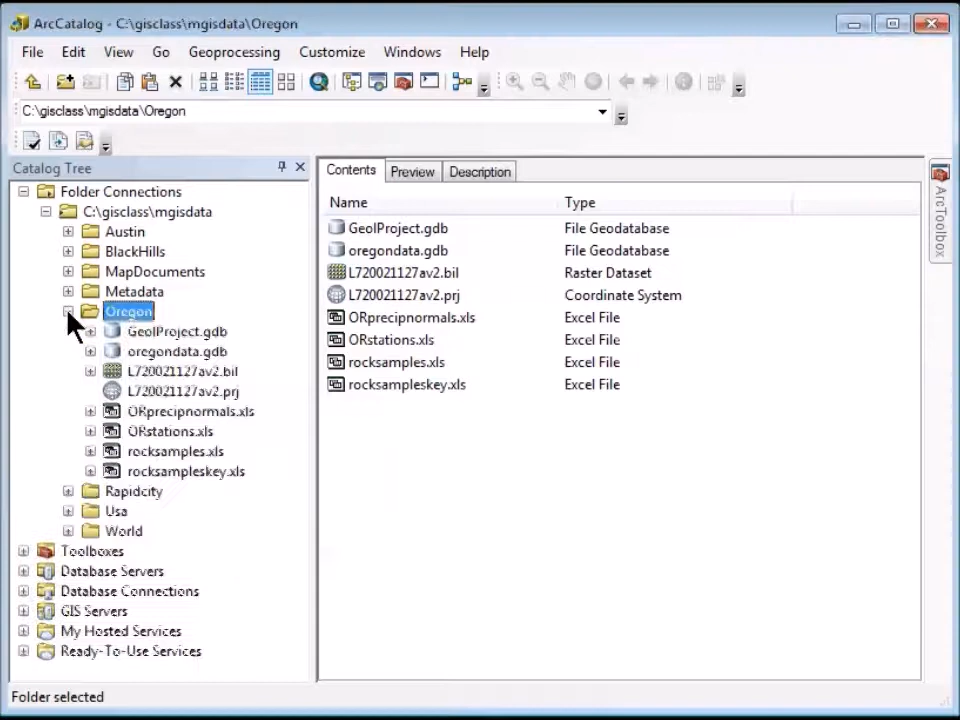 ArcCatalog - C:\gisclass\mgisdata\Oregon
File Edit View Go Geoprocessing Customize Windows Help
C:\gisclass\mgisdata\Oregon
Catalog Tree
Folder Connections
C:\gisclass\mgisdata
Austin
BlackHills
MapDocuments
Metadata
Oregon
GeolProject.gdb
oregondata.gdb
L720021127av2.bil
L720021127av2.prj
ORprecipnormals.xls
ORstations.xls
rocksamples.xls
rocksampleskey.xls
Rapidcity
Usa
World
Toolboxes
Database Servers
Database Connections
GIS Servers
My Hosted Services
Ready-To-Use Services
Contents Preview Description
Name Type
GeolProject.gdb File Geodatabase
oregondata.gdb File Geodatabase
L720021127av2.bil Raster Dataset
L720021127av2.prj Coordinate System
ORprecipnormals.xls Excel File
ORstations.xls Excel File
rocksamples.xls Excel File
rocksampleskey.xls Excel File
ArcToolbox
Folder selected